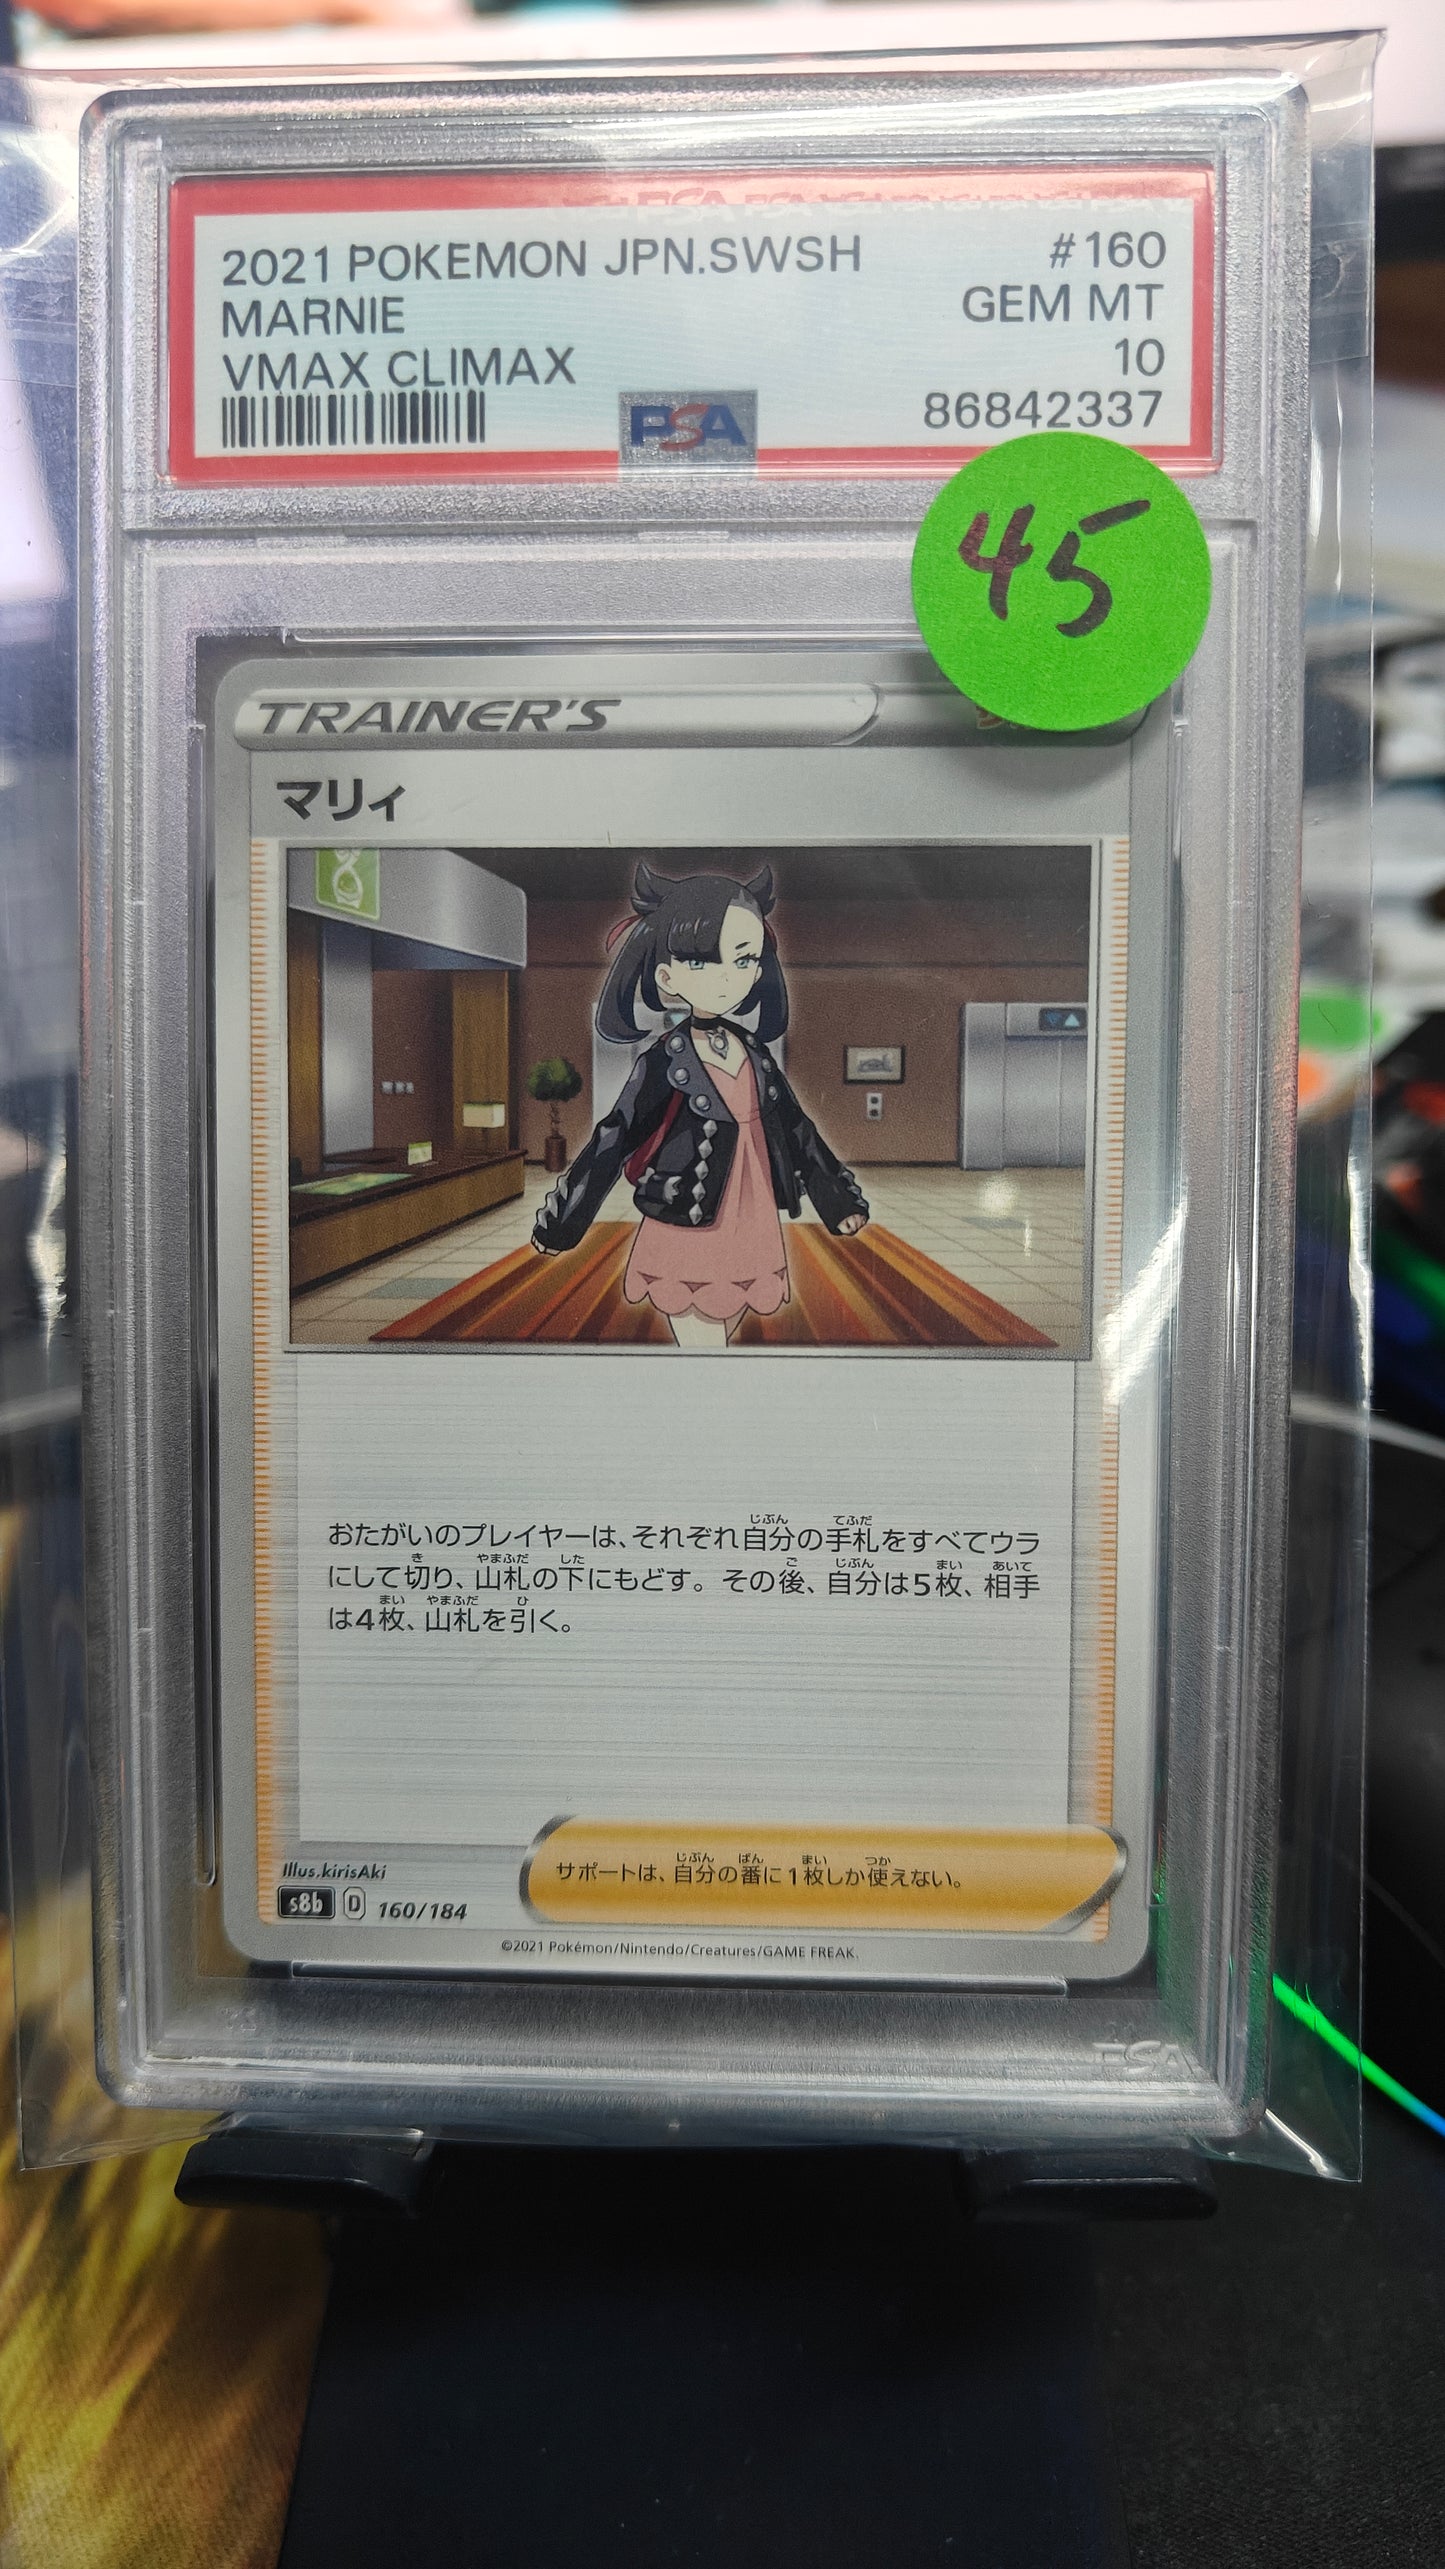 2021 POKEMON JPN.SWSH #160
MARNIE GEM MT
VMAX CLIMAX 10
PSA 86842337
45
TRAINER'S
マリィ
おたがいのプレイヤーは、それぞれ自分の手札をすべてウラ
にして切り、山札の下にもどす。その後、自分は5枚、相手
は4枚、山札を引く。
サポートは、自分の番に1枚しか使えない。
Illus.kirisAki
s8b D 160/184
©2021 Pokémon/Nintendo/Creatures/GAME FREAK.
PSA